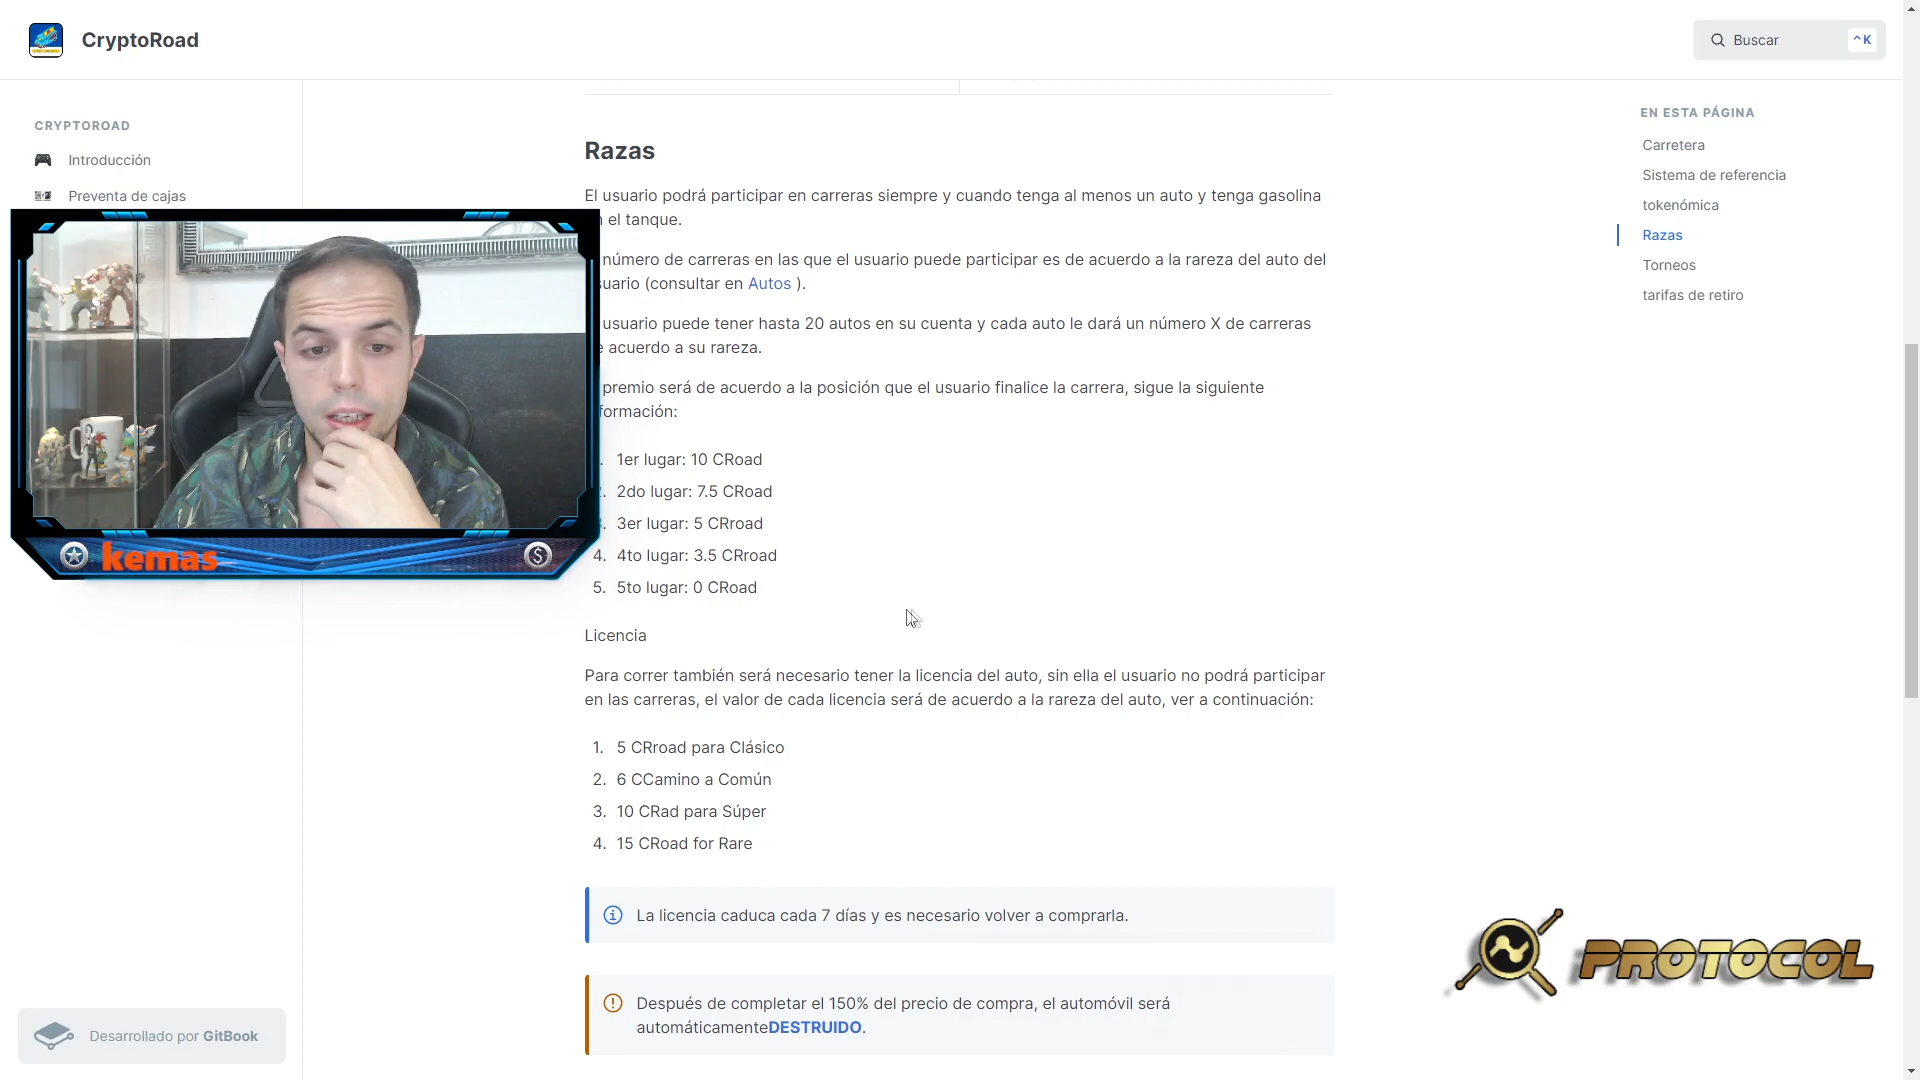 CryptoRoad
Buscar
^K
CRYPTOROAD
Introducción
Preventa de cajas
Razas
El usuario podrá participar en carreras siempre y cuando tenga al menos un auto y tenga gasolina
el tanque.
número de carreras en las que el usuario puede participar es de acuerdo a la rareza del auto del
suario (consultar en Autos ).
usuario puede tener hasta 20 autos en su cuenta y cada auto le dará un número X de carreras
acuerdo a su rareza.
premio será de acuerdo a la posición que el usuario finalice la carrera, sigue la siguiente
formación:
1er lugar: 10 CRoad
2do lugar: 7.5 CRoad
3er lugar: 5 CRroad
4. 4to lugar: 3.5 CRroad
5. 5to lugar: 0 CRoad
Licencia
Para correr también será necesario tener la licencia del auto, sin ella el usuario no podrá participar
en las carreras, el valor de cada licencia será de acuerdo a la rareza del auto, ver a continuación:
1. 5 CRroad para Clásico
2. 6 CCamino a Común
3. 10 CRad para Súper
4. 15 CRoad for Rare
La licencia caduca cada 7 días y es necesario volver a comprarla.
Después de completar el 150% del precio de compra, el automóvil será
automáticamenteDESTRUIDO.
EN ESTA PÁGINA
Carretera
Sistema de referencia
tokenómica
Razas
Torneos
tarifas de retiro
kemas
Desarrollado por GitBook
PROTOCOL